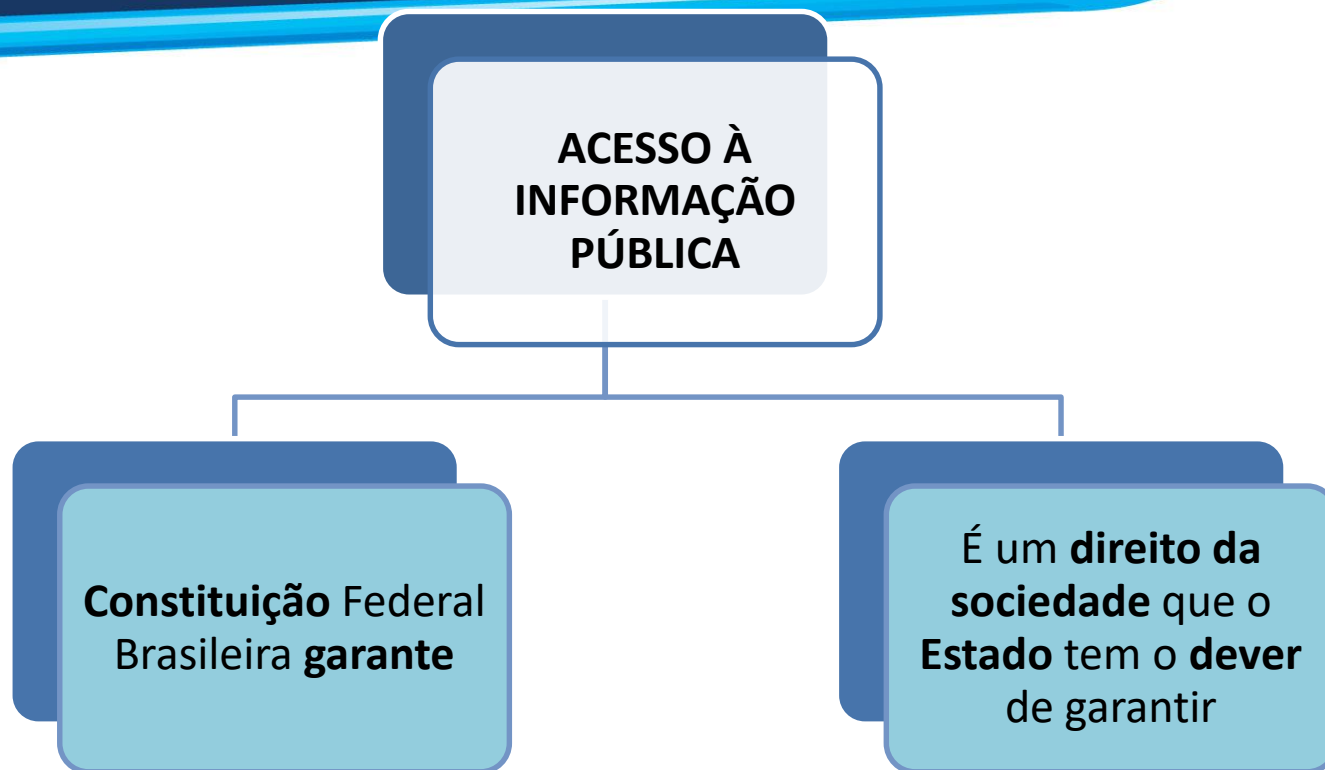 ACESSO À
INFORMAÇÃO
PÚBLICA
Constituição Federal
Brasileira garante
É um direito da
sociedade que o
Estado tem o dever
de garantir